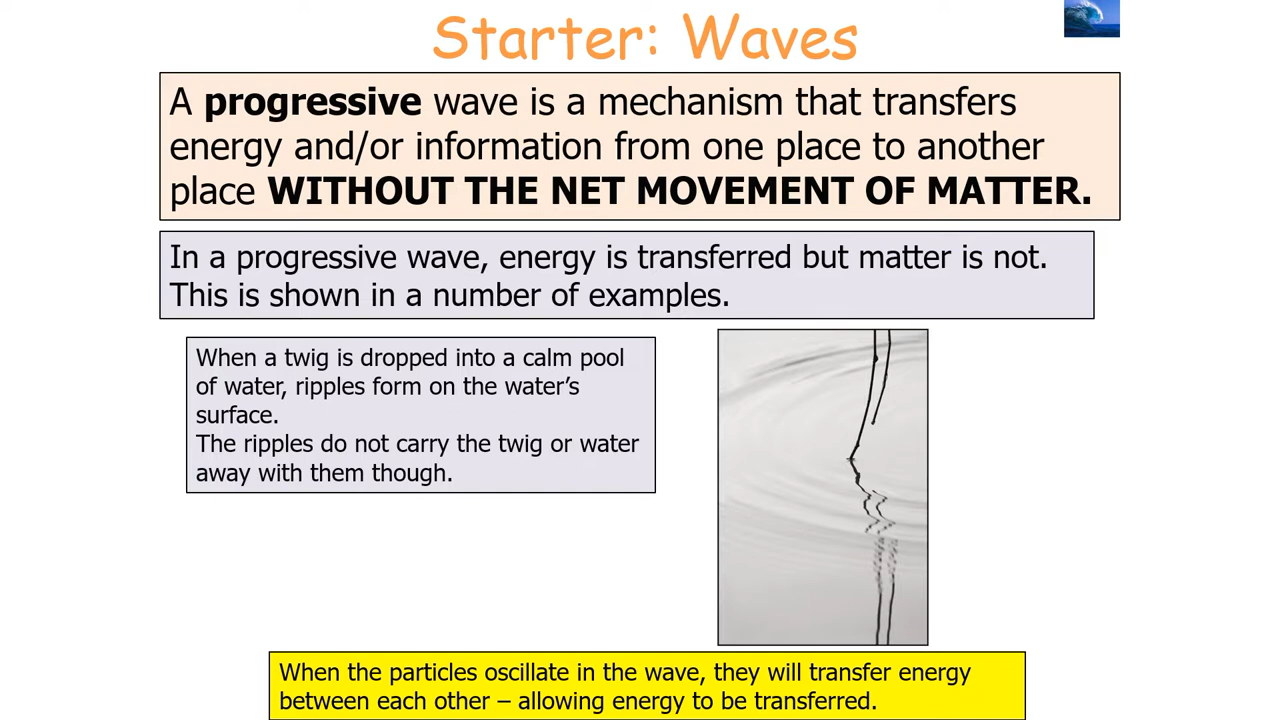 Starter: Waves
A progressive wave is a mechanism that transfers
energy and/or information from one place to another
place WITHOUT THE NET MOVEMENT OF MATTER.
In a progressive wave, energy is transferred but matter is not.
This is shown in a number of examples.
When a twig is dropped into a calm pool
of water, ripples form on the water’s
surface.
The ripples do not carry the twig or water
away with them though.
When the particles oscillate in the wave, they will transfer energy
between each other – allowing energy to be transferred.